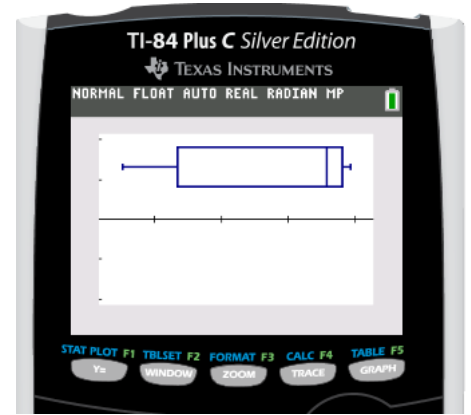 TI-84 Plus C Silver Edition
TEXAS INSTRUMENTS
NORMAL FLOAT AUTO REAL RADIAN MP
STAT PLOT F1 TBLSET F2 FORMAT F3 CALC F4 TABLE F5
Y= WINDOW ZOOM TRACE GRAPH